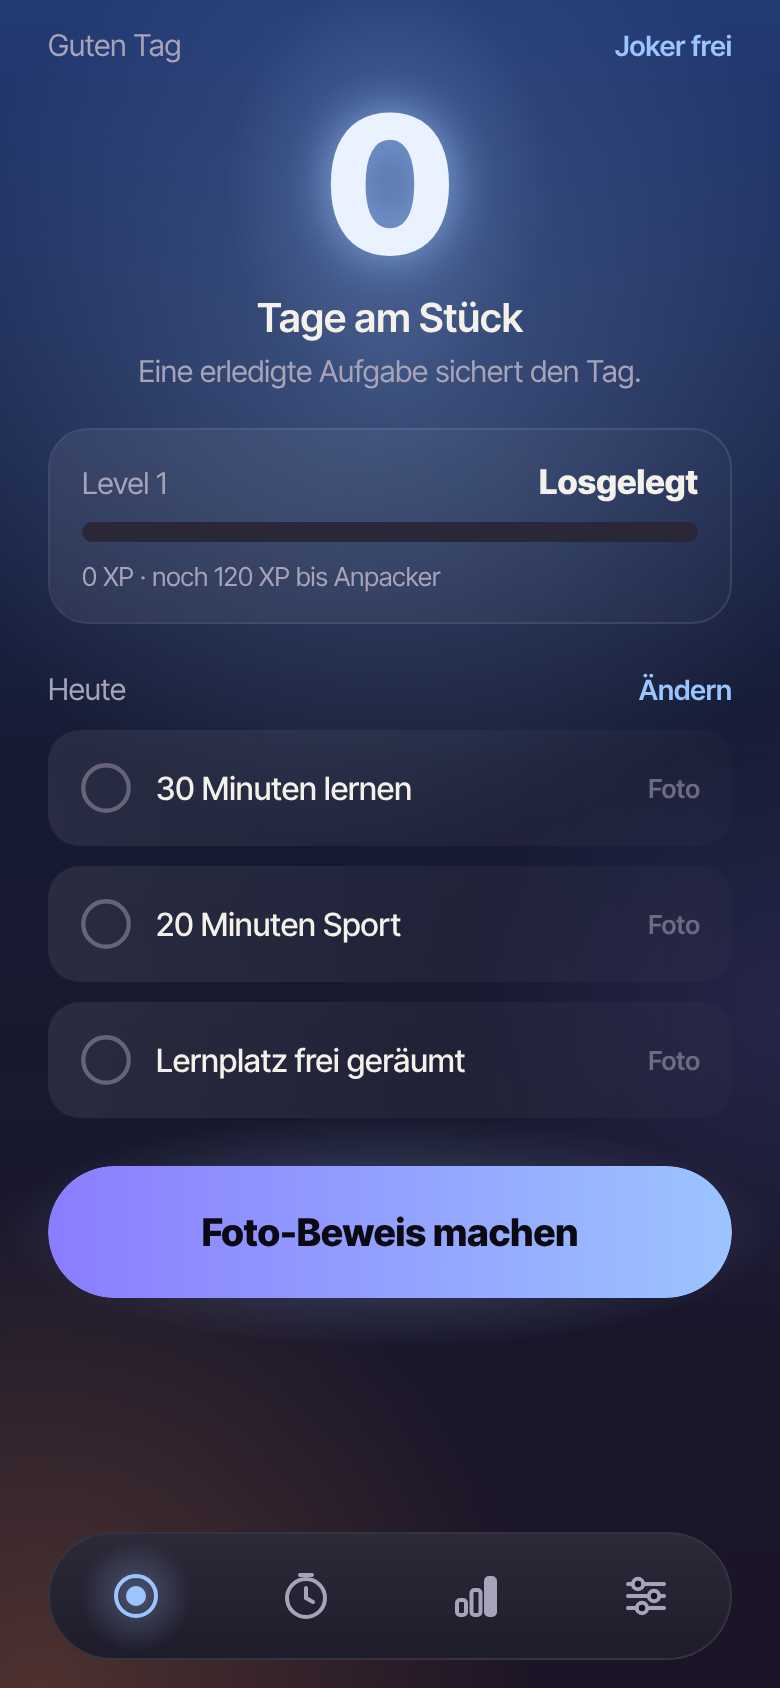 Guten Tag
Joker frei
0
Tage am Stück
Eine erledigte Aufgabe sichert den Tag.
Level 1
Losgelegt
0 XP · noch 120 XP bis Anpacker
Heute
Ändern
30 Minuten lernen
Foto
20 Minuten Sport
Foto
Lernplatz frei geräumt
Foto
Foto-Beweis machen